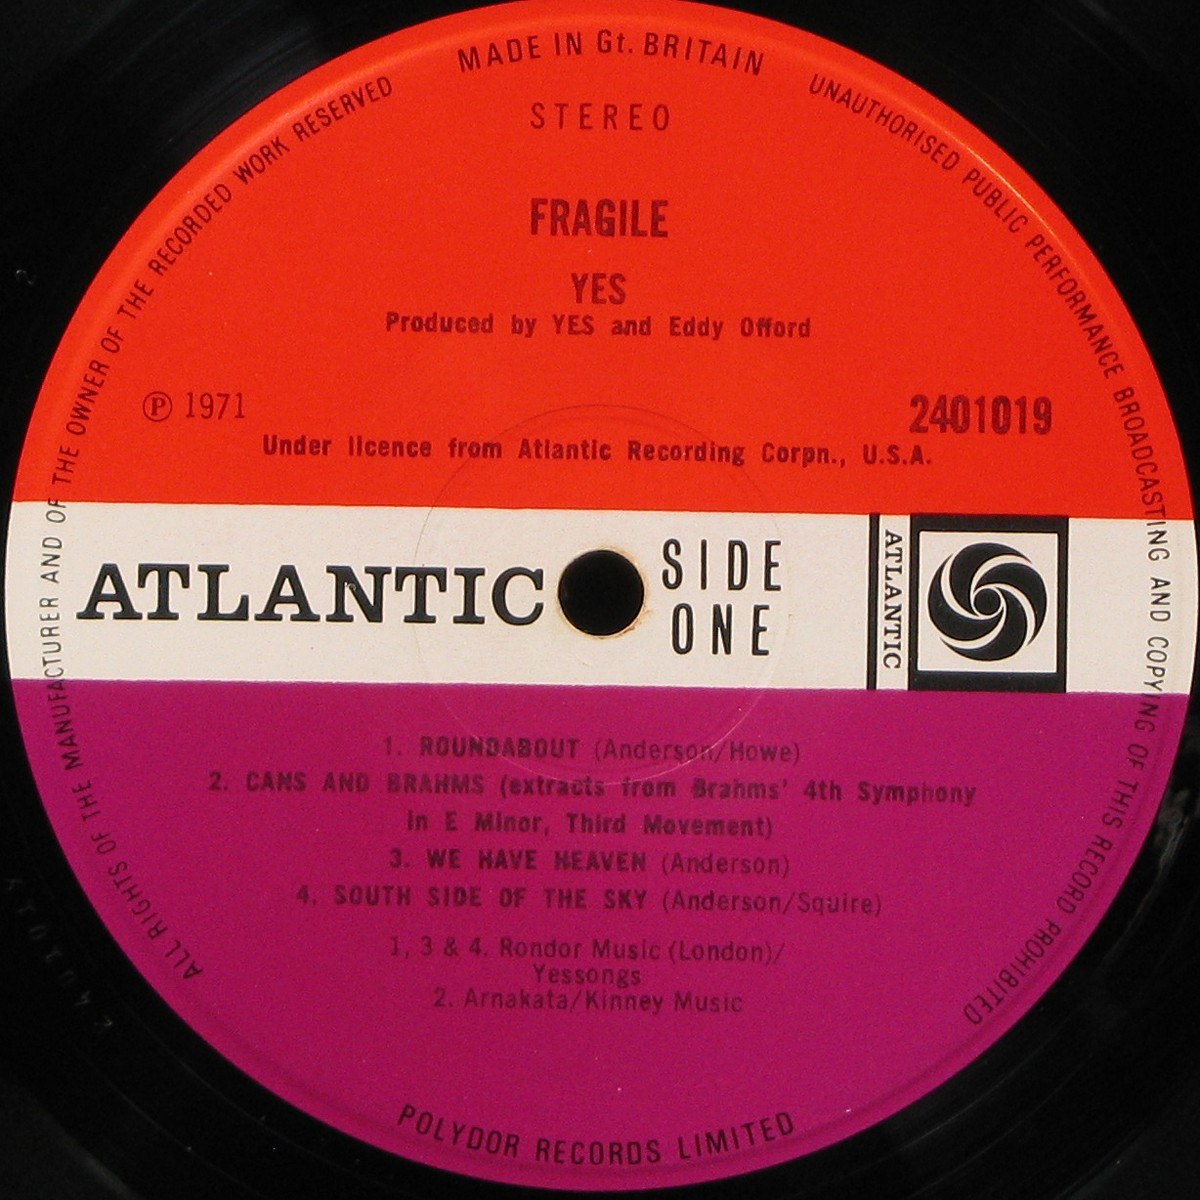 MADE IN Gt. BRITAIN
UNAUTHORISED PUBLIC PERFORMANCE BROADCASTING AND COPYING OF THIS RECORD PROHIBITED
ALL RIGHTS OF THE MANUFACTURER AND OF THE OWNER OF THE RECORDED WORK RESERVED
STEREO
FRAGILE
YES
Produced by YES and Eddy Offord
℗ 1971
2401019
Under licence from Atlantic Recording Corpn., U.S.A.
ATLANTIC
SIDE
ONE
ATLANTIC
1. ROUNDABOUT (Anderson/Howe)
2. CANS AND BRAHMS (extracts from Brahms' 4th Symphony
in E Minor, Third Movement)
3. WE HAVE HEAVEN (Anderson)
4. SOUTH SIDE OF THE SKY (Anderson/Squire)
1, 3 & 4. Rondor Music (London)/
Yessongs
2. Arnakata/Kinney Music
POLYDOR RECORDS LIMITED